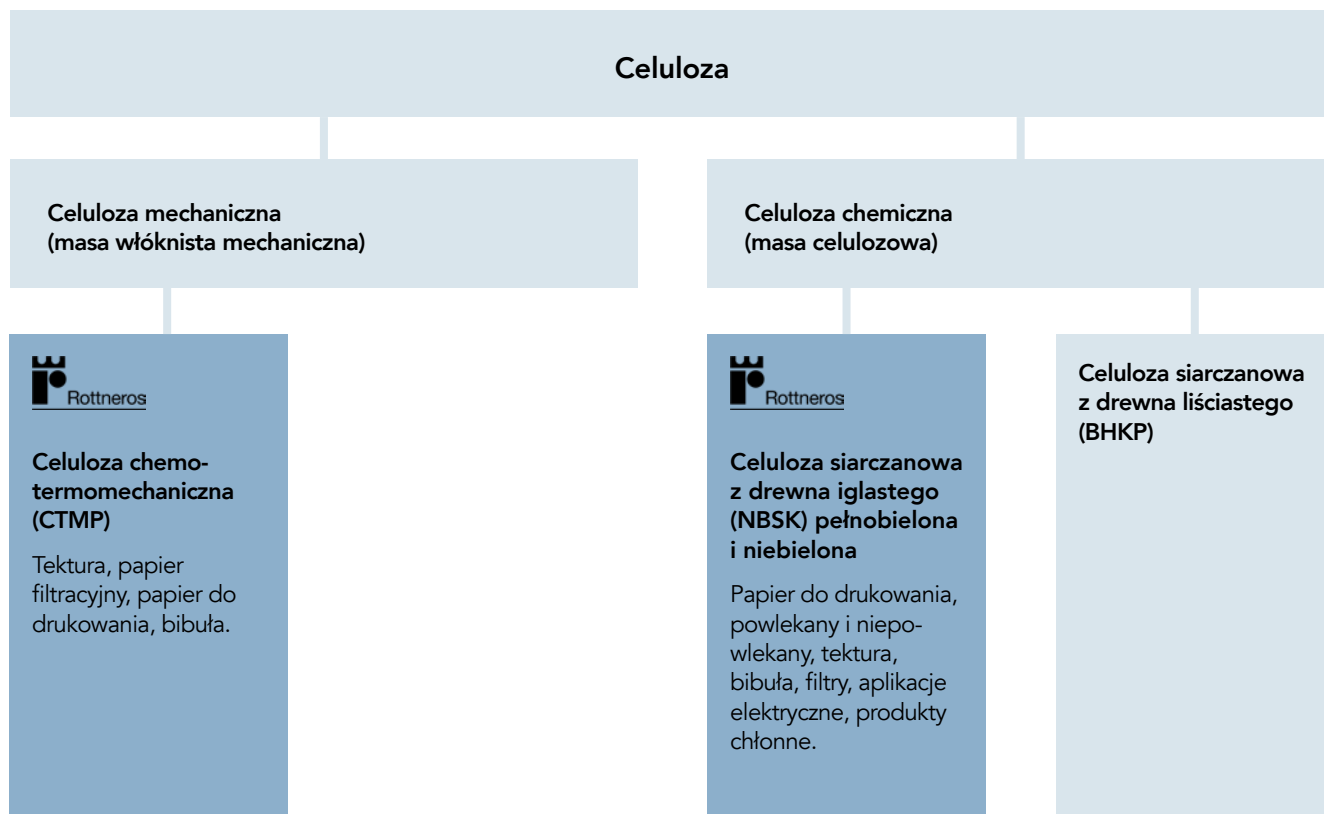 Celuloza
Celuloza mechaniczna
(masa włóknista mechaniczna)
Celuloza chemiczna
(masa celulozowa)
Rottneros
Celuloza chemo-
termomechaniczna
(CTMP)
Tektura, papier
filtracyjny, papier do
drukowania, bibuła.
Rottneros
Celuloza siarczanowa
z drewna iglastego
(NBSK) pełnobielona
i niebielona
Papier do drukowania,
powlekany i niepo-
wlekany, tektura,
bibuła, filtry, aplikacje
elektryczne, produkty
chłonne.
Celuloza siarczanowa
z drewna liściastego
(BHKP)